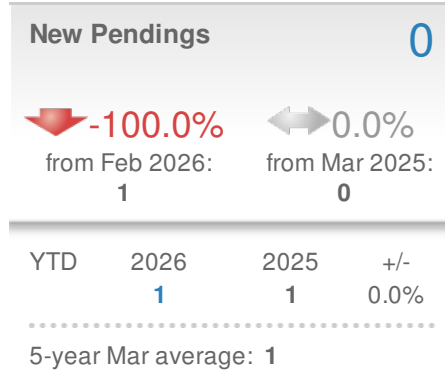 New Pendings 0
-100.0% 0.0%
from Feb 2026: from Mar 2025:
1 0
YTD 2026 2025 +/-
1 1 0.0%
5-year Mar average: 1